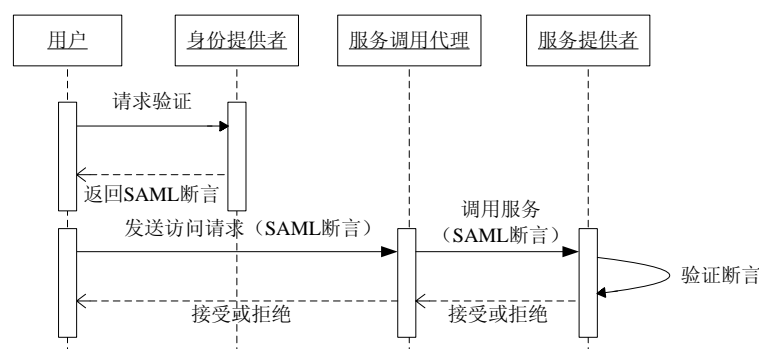 用户
身份提供者
服务调用代理
服务提供者
请求验证
返回SAML断言
发送访问请求（SAML断言）
调用服务
（SAML断言）
验证断言
接受或拒绝
接受或拒绝